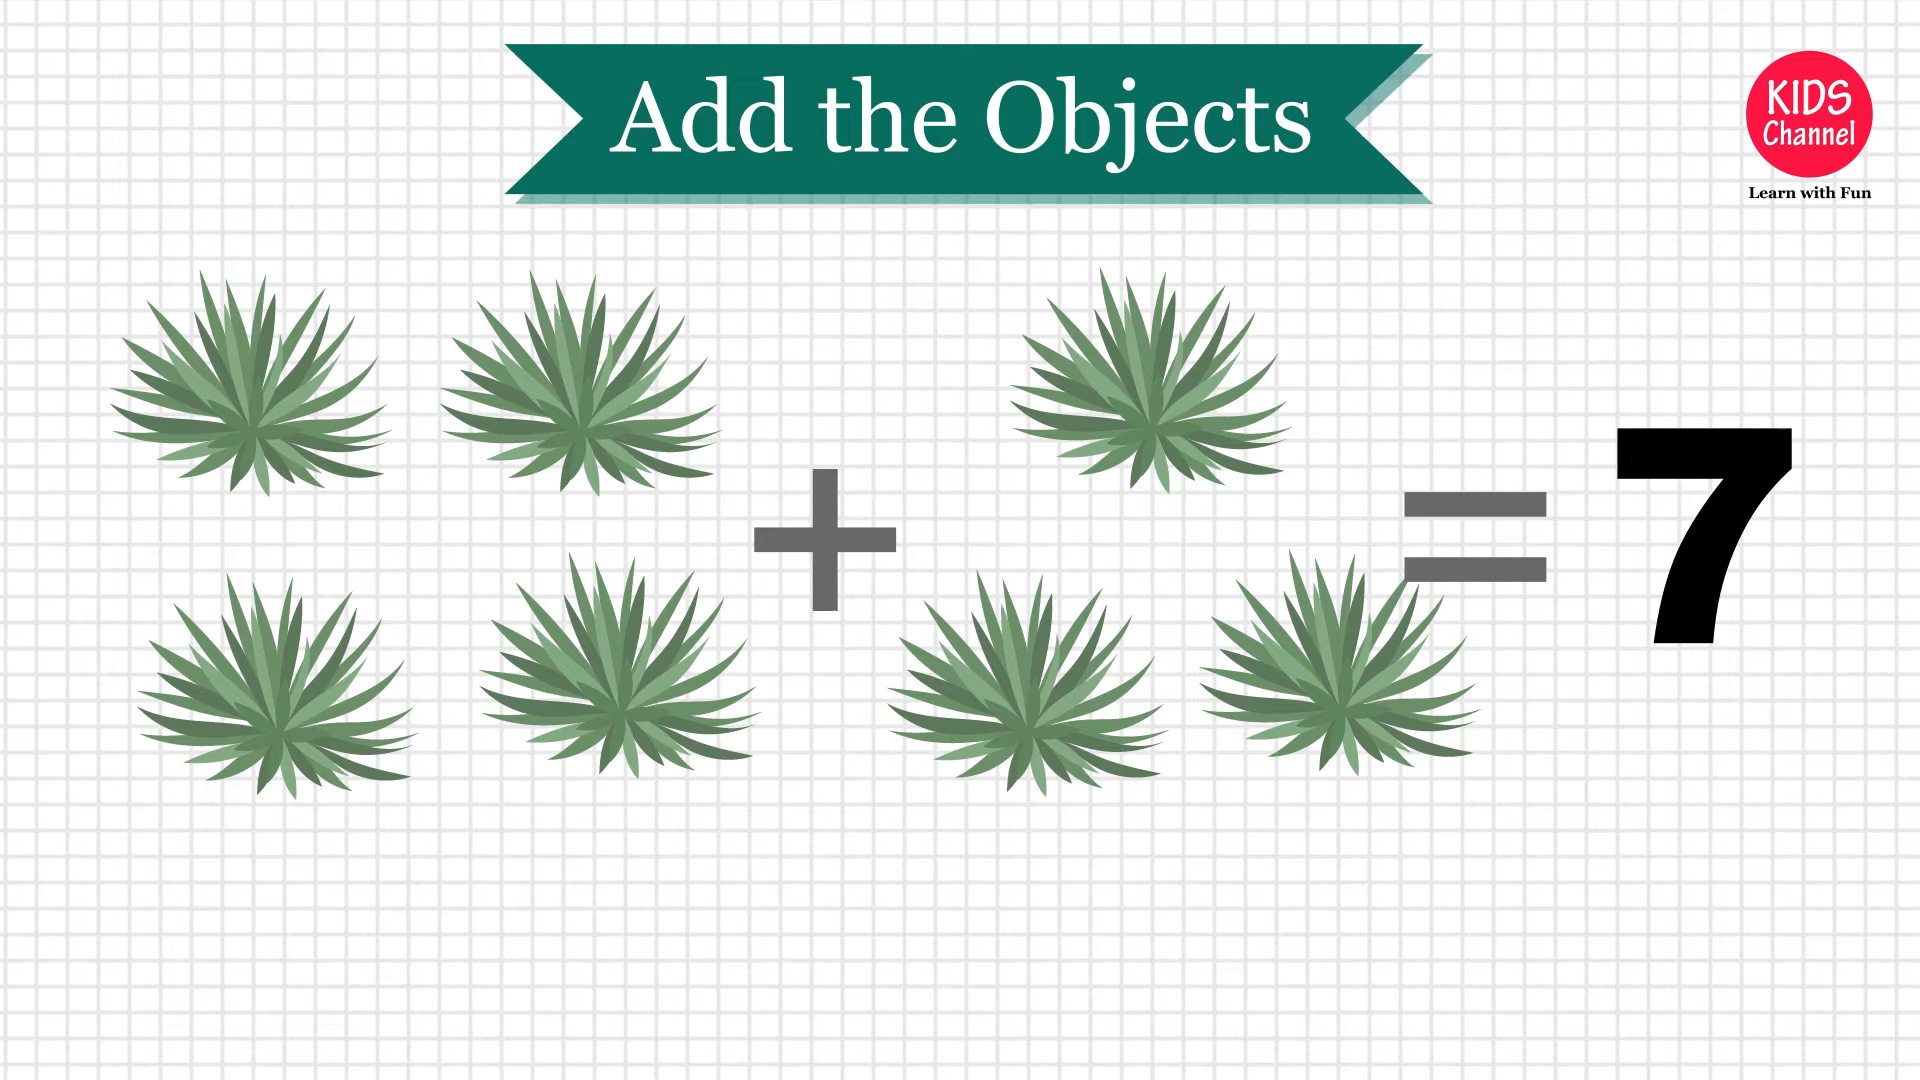 Add the Objects
KIDS
Channel
Learn with Fun
+ = 7